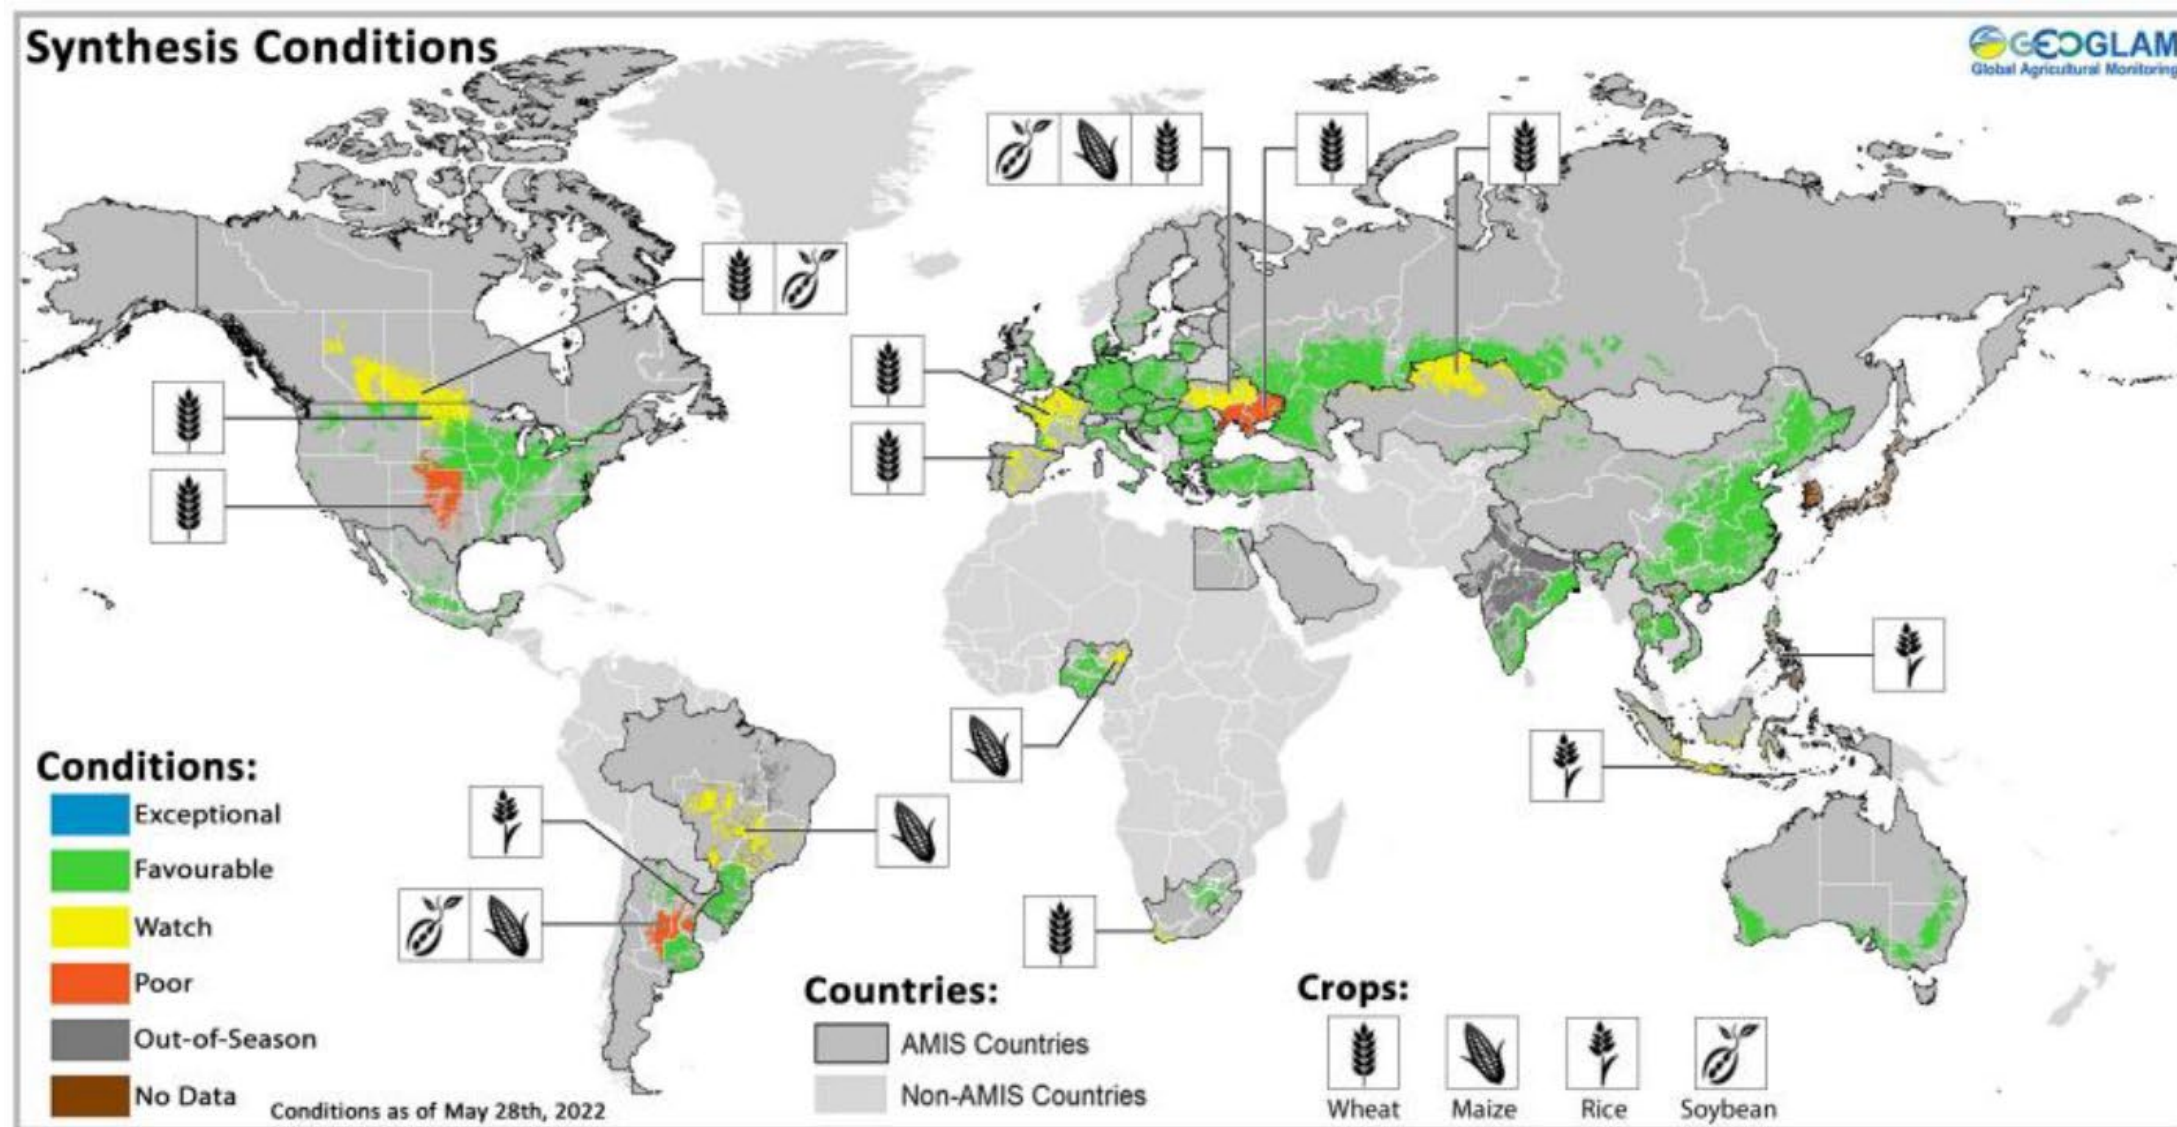 Synthesis Conditions
GEOGLAM
Global Agricultural Monitoring
Conditions:
Exceptional
Favourable
Watch
Poor
Out-of-Season
No Data
Conditions as of May 28th, 2022
Countries:
AMIS Countries
Non-AMIS Countries
Crops:
Wheat
Maize
Rice
Soybean